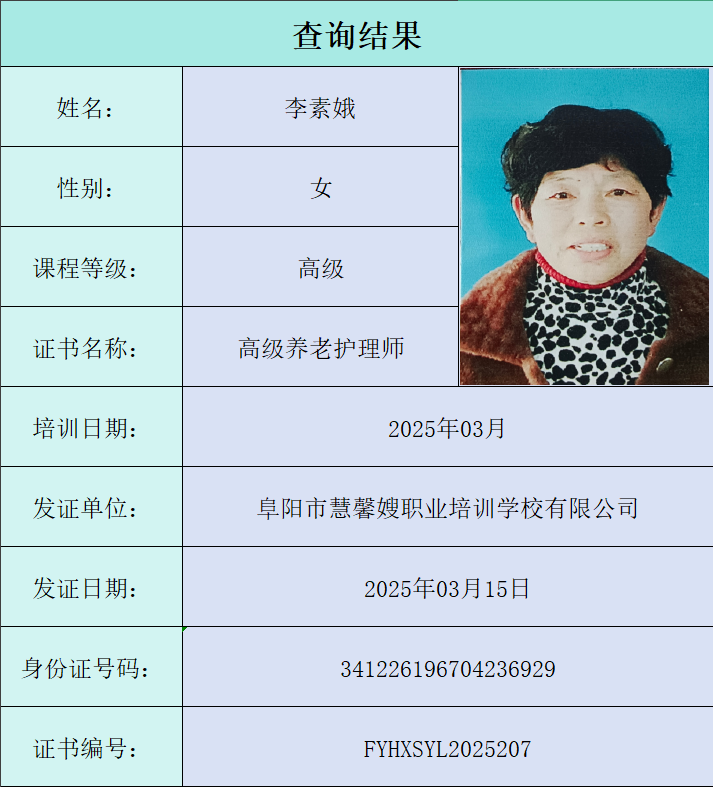 查询结果
姓名： 李素娥
性别： 女
课程等级： 高级
证书名称： 高级养老护理师
培训日期： 2025年03月
发证单位： 阜阳市慧馨嫂职业培训学校有限公司
发证日期： 2025年03月15日
身份证号码： 341226196704236929
证书编号： FYHXSYL2025207